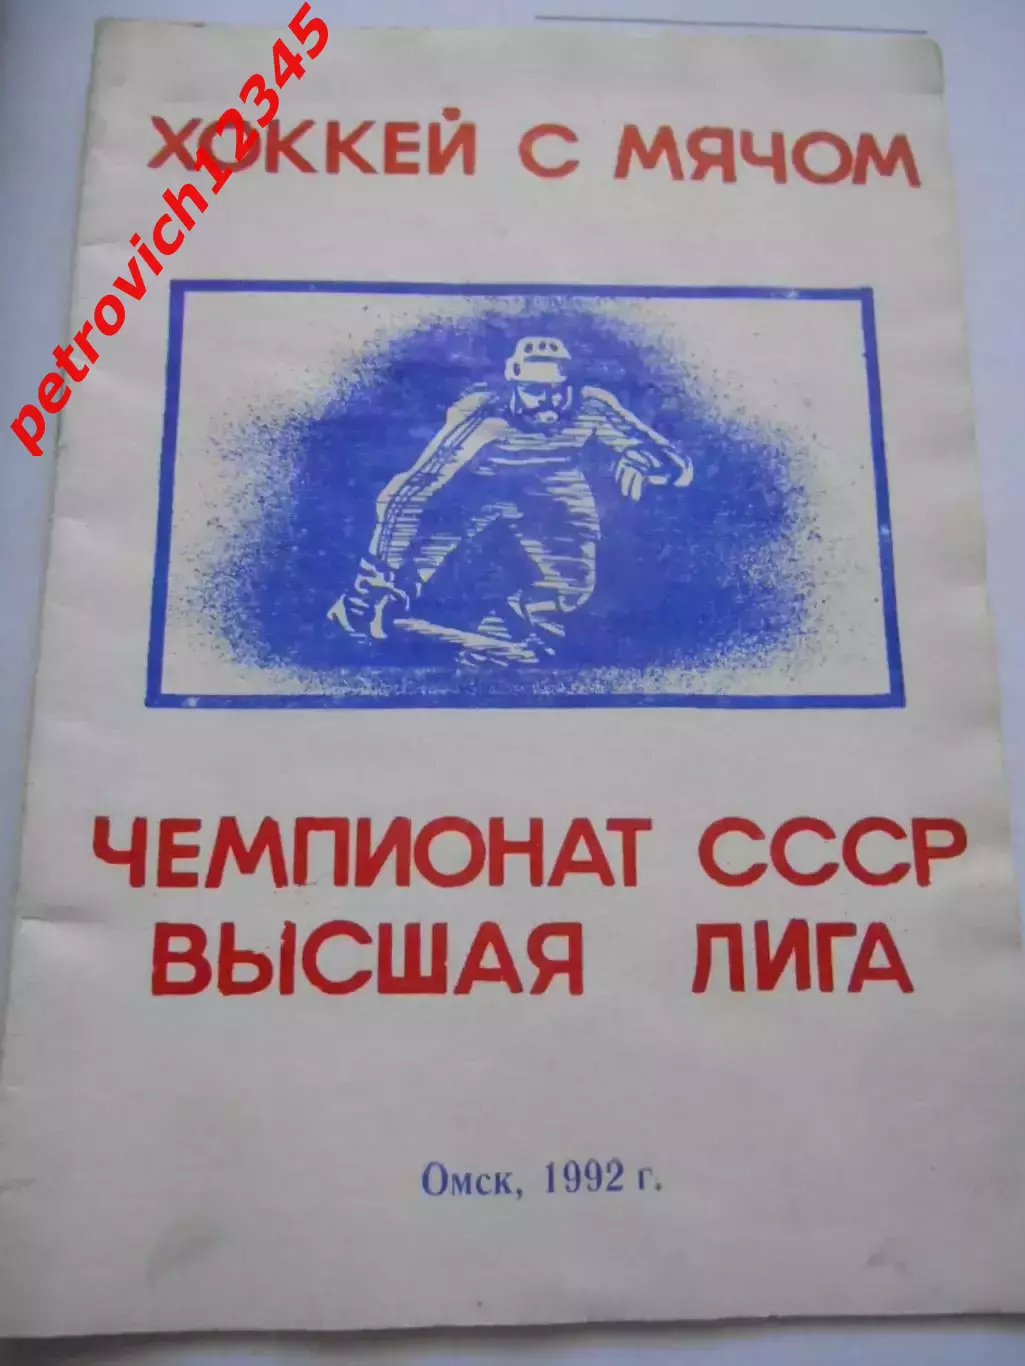 petrovich12345
ХОККЕЙ С МЯЧОМ
ЧЕМПИОНАТ СССР
ВЫСШАЯ ЛИГА
Омск, 1992 г.